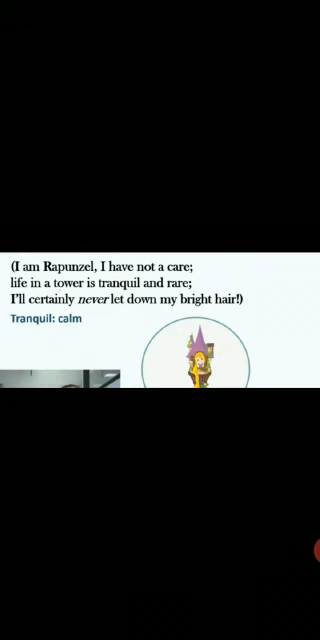 (I am Rapunzel, I have not a care;
life in a tower is tranquil and rare;
I'll certainly never let down my bright hair!)
Tranquil: calm